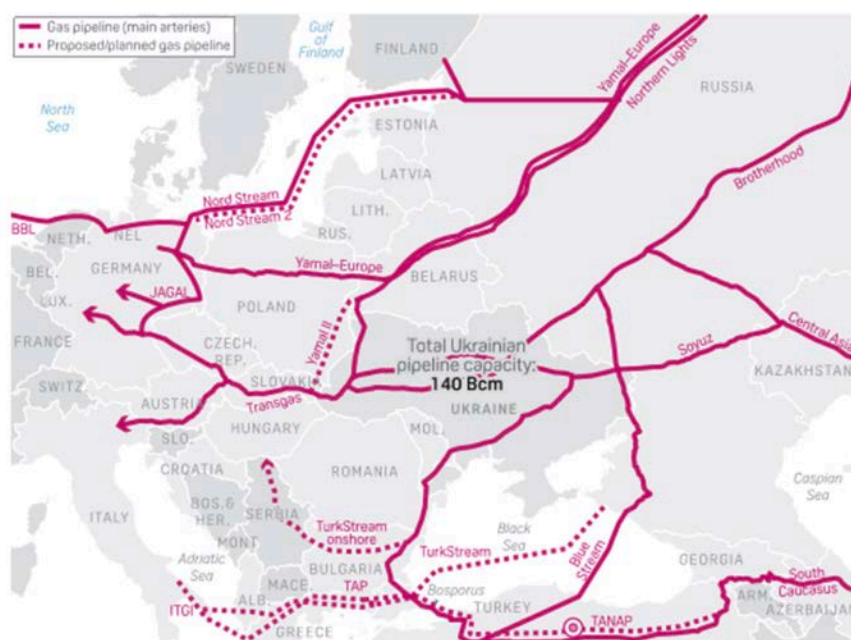 Gas pipeline (main arteries)
Proposed/planned gas pipeline
Gulf
of
Finland
FINLAND
SWEDEN
Yamal–Europe
Northern Lights
RUSSIA
North
Sea
ESTONIA
LATVIA
Brotherhood
Nord Stream
Nord Stream 2
LITH.
RUS.
BBL
NETH.
NEL
BEL.
GERMANY
Yamal–Europe
BELARUS
LUX.
JAGAL
POLAND
Yamal II
FRANCE
CZECH.
REP.
Total Ukrainian
pipeline capacity:
140 Bcm
Soyuz
Central Asia
KAZAKHSTAN
SWITZ.
SLOVAKI
Transgas
AUSTRIA
UKRAINE
HUNGARY
MOL.
SLO.
CROATIA
ROMANIA
Caspian
Sea
ITALY
BOS.&
HER.
SERBIA
MONT.
TurkStream
onshore
Black
Sea
TurkStream
Blue
Stream
Adriatic
Sea
BULGARIA
GEORGIA
MACE.
TAP
Bosporus
ITGI
ALB.
TURKEY
TANAP
South
Caucasus
ARM.
AZERBAIJAN
GREECE